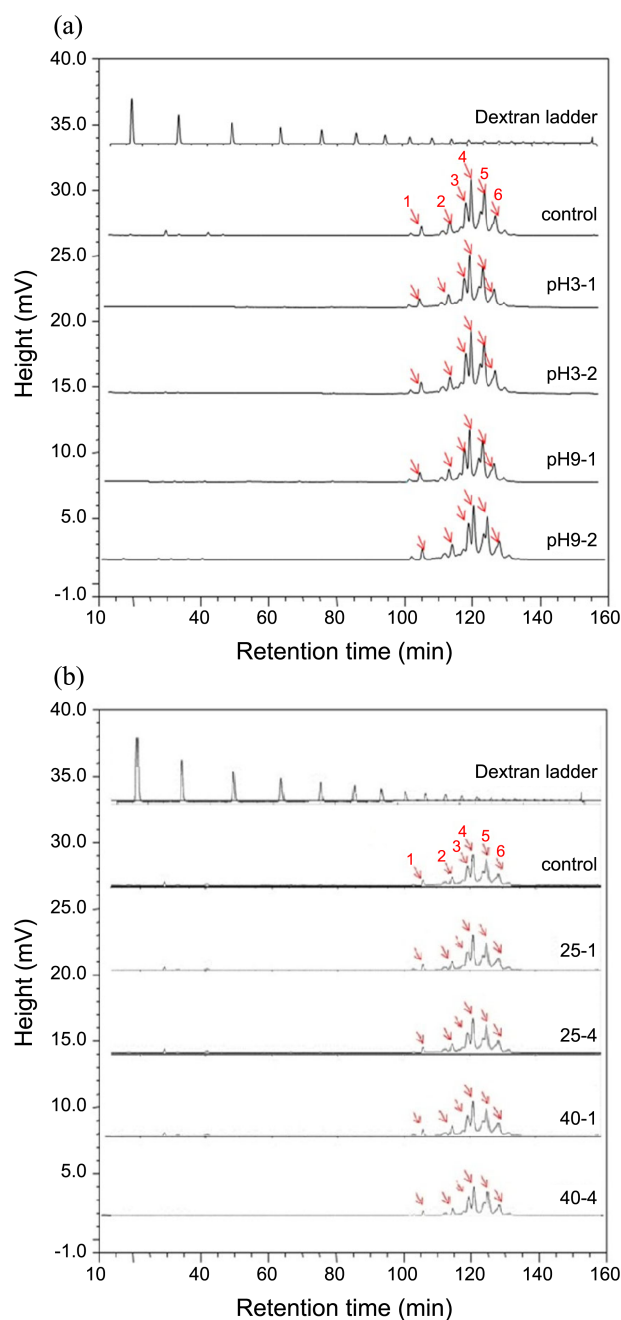 (a)
40.0
35.0
30.0
25.0
20.0
15.0
10.0
5.0
-1.0
Height (mV)
Dextran ladder
1 2 3 4 5 6
control
pH3-1
pH3-2
pH9-1
pH9-2
10 40 60 80 100 120 140 160
Retention time (min)
(b)
40.0
35.0
30.0
25.0
20.0
15.0
10.0
5.0
-1.0
Height (mV)
Dextran ladder
1 2 3 4 5 6
control
25-1
25-4
40-1
40-4
10 40 60 80 100 120 140 160
Retention time (min)